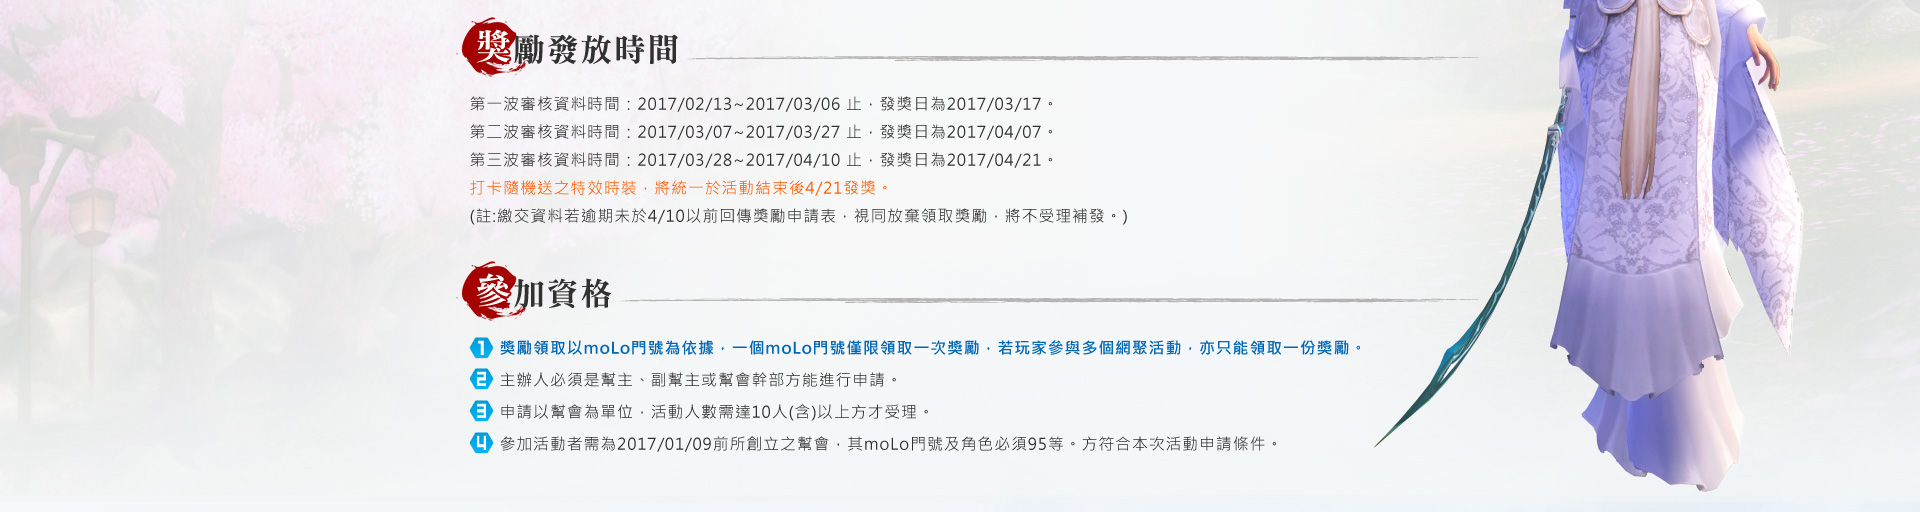 獎勵發放時間
第一波審核資料時間：2017/02/13~2017/03/06 止，發獎日為2017/03/17。
第二波審核資料時間：2017/03/07~2017/03/27 止，發獎日為2017/04/07。
第三波審核資料時間：2017/03/28~2017/04/10 止，發獎日為2017/04/21。
打卡隨機送之特效時裝，將統一於活動結束後4/21發獎。
(註:繳交資料若逾期未於4/10以前回傳獎勵申請表，視同放棄領取獎勵，將不受理補發。)
參加資格
1 獎勵領取以moLo門號為依據，一個moLo門號僅限領取一次獎勵，若玩家參與多個網聚活動，亦只能領取一份獎勵。
2 主辦人必須是幫主、副幫主或幫會幹部方能進行申請。
3 申請以幫會為單位，活動人數需達10人(含)以上方才受理。
4 參加活動者需為2017/01/09前所創立之幫會，其moLo門號及角色必須95等。方符合本次活動申請條件。